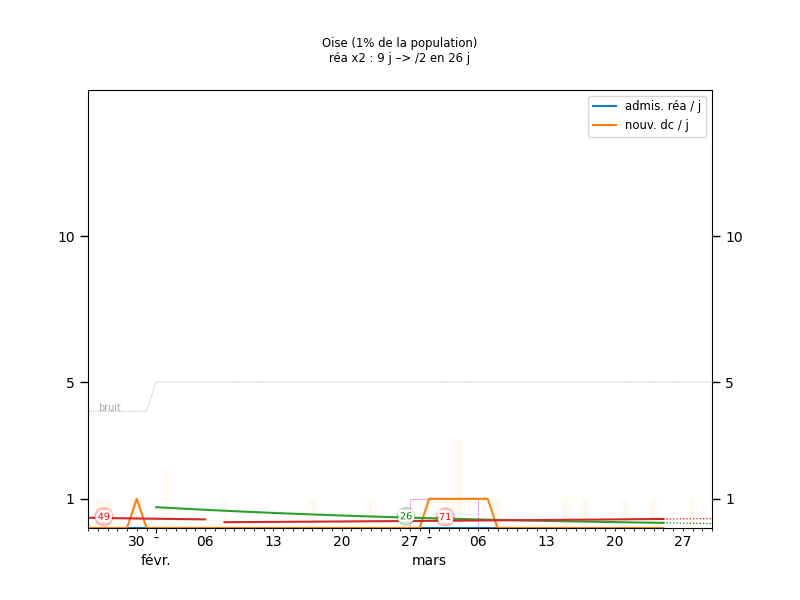 Oise (1% de la population)
réa x2 : 9 j –> /2 en 26 j
admis. réa / j
nouv. dc / j
10
10
5
5
bruit
1
1
49
26
71
30
06
13
20
27
06
13
20
27
févr.
mars